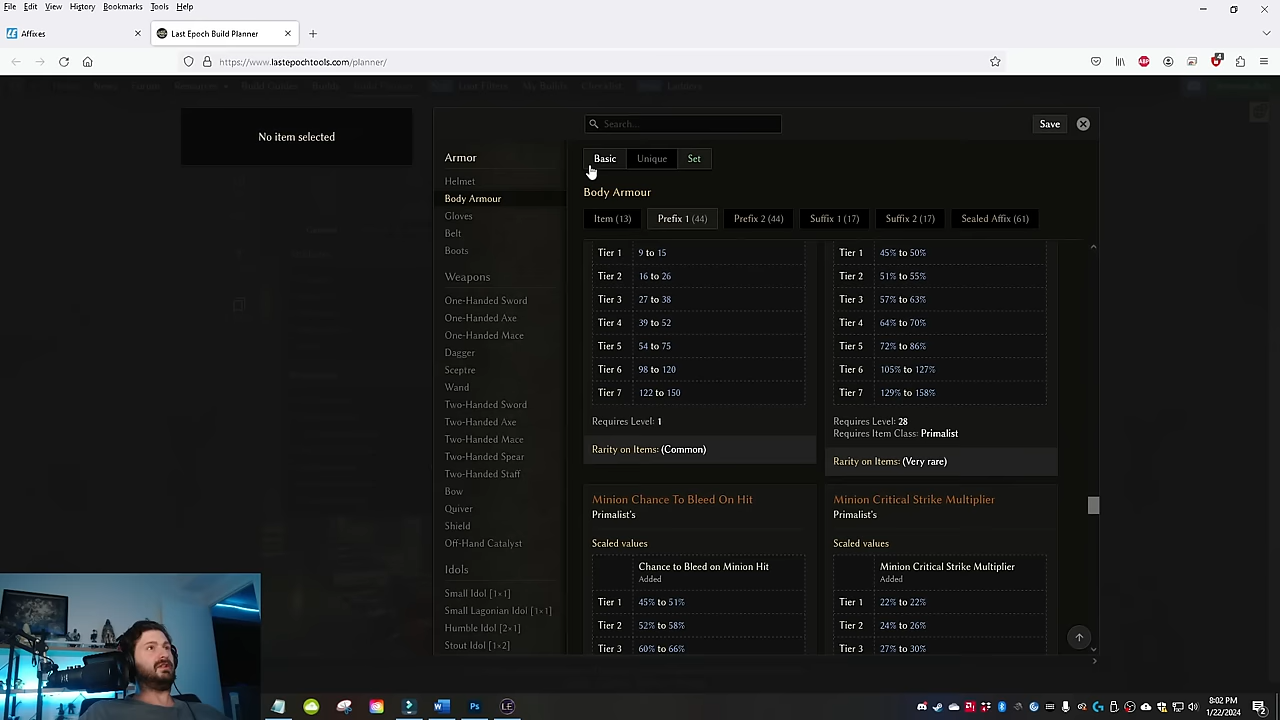 File Edit View History Bookmarks Tools Help
Affixes
Last Epoch Build Planner
https://www.lastepochtools.com/planner/
No item selected
Search...
Save
Armor
Helmet
Body Armour
Gloves
Belt
Boots
Weapons
One-Handed Sword
One-Handed Axe
One-Handed Mace
Dagger
Sceptre
Wand
Two-Handed Sword
Two-Handed Axe
Two-Handed Mace
Two-Handed Spear
Two-Handed Staff
Bow
Quiver
Shield
Off-Hand Catalyst
Idols
Small Idol [1×1]
Small Lagonian Idol [1×1]
Humble Idol [2×1]
Stout Idol [1×2]
Basic Unique Set
Body Armour
Item (13) Prefix 1 (44) Prefix 2 (44) Suffix 1 (17) Suffix 2 (17) Sealed Affix (61)
Tier 1 9 to 15
Tier 2 16 to 26
Tier 3 27 to 38
Tier 4 39 to 52
Tier 5 54 to 75
Tier 6 98 to 120
Tier 7 122 to 150
Requires Level: 1
Rarity on Items: (Common)
Tier 1 45% to 50%
Tier 2 51% to 55%
Tier 3 57% to 63%
Tier 4 64% to 70%
Tier 5 72% to 86%
Tier 6 105% to 127%
Tier 7 129% to 158%
Requires Level: 28
Requires Item Class: Primalist
Rarity on Items: (Very rare)
Minion Chance To Bleed On Hit
Primalist's
Scaled values
Chance to Bleed on Minion Hit
Added
Tier 1 45% to 51%
Tier 2 52% to 58%
Tier 3 60% to 66%
Minion Critical Strike Multiplier
Primalist's
Scaled values
Minion Critical Strike Multiplier
Added
Tier 1 22% to 22%
Tier 2 24% to 26%
Tier 3 27% to 30%
8:02 PM
1/22/2024